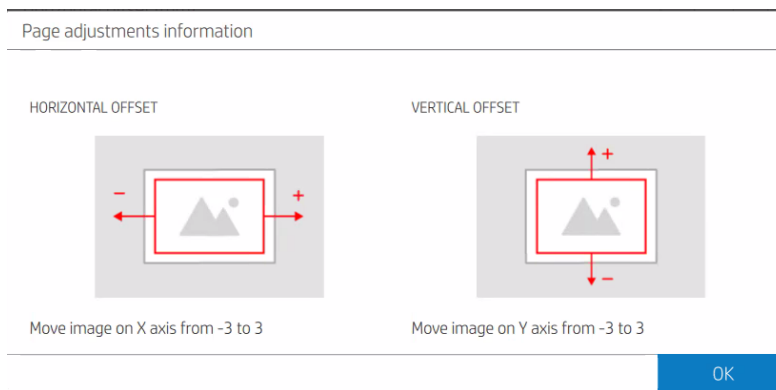 Page adjustments information
HORIZONTAL OFFSET
VERTICAL OFFSET
− +
+
−
Move image on X axis from -3 to 3
Move image on Y axis from -3 to 3
OK